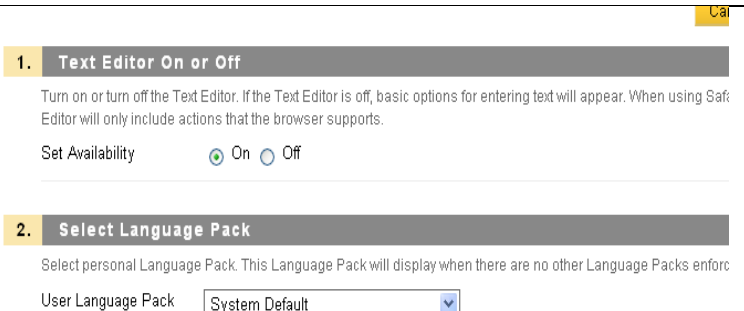 1. Text Editor On or Off
Turn on or turn off the Text Editor. If the Text Editor is off, basic options for entering text will appear. When using
Editor will only include actions that the browser supports.
Set Availability On Off
2. Select Language Pack
Select personal Language Pack. This Language Pack will display when there are no other Language Packs
User Language Pack System Default